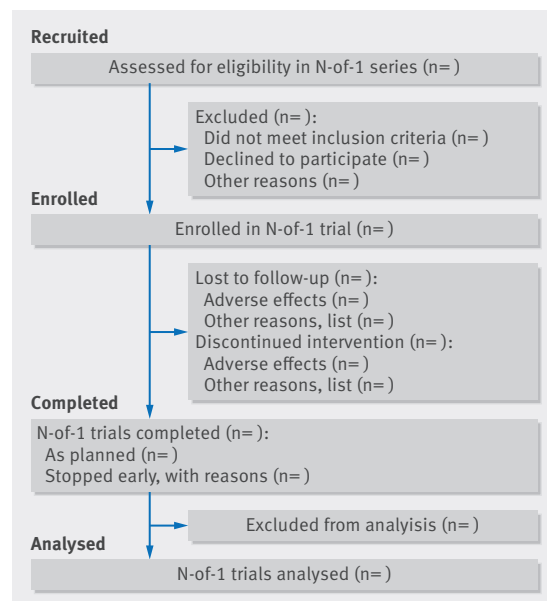 Recruited
Assessed for eligibility in N-of-1 series (n= )
Excluded (n= ):
Did not meet inclusion criteria (n= )
Declined to participate (n= )
Other reasons (n= )
Enrolled
Enrolled in N-of-1 trial (n= )
Lost to follow-up (n= ):
Adverse effects (n= )
Other reasons, list (n= )
Discontinued intervention (n= ):
Adverse effects (n= )
Other reasons, list (n= )
Completed
N-of-1 trials completed (n= ):
As planned (n= )
Stopped early, with reasons (n= )
Excluded from analyisis (n= )
Analysed
N-of-1 trials analysed (n= )